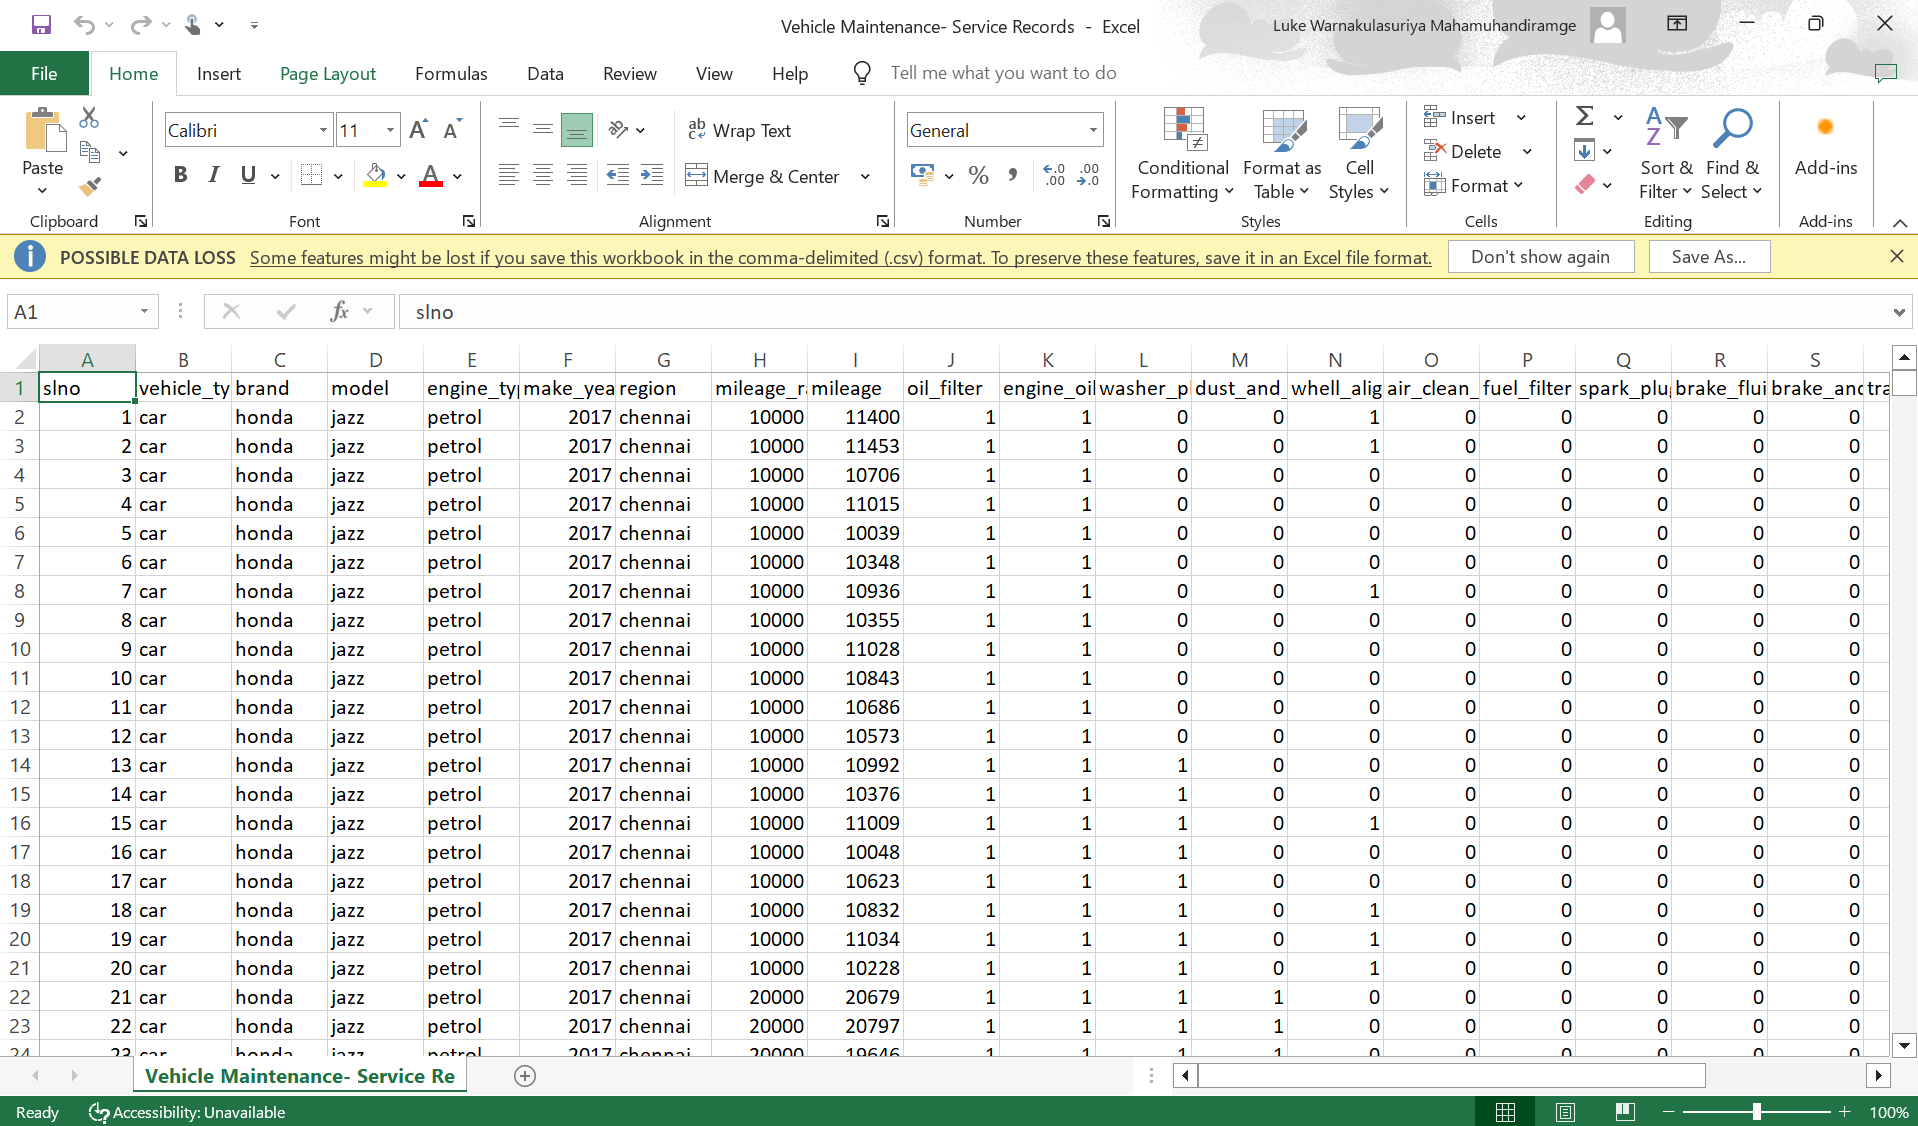 Vehicle Maintenance- Service Records - Excel
Luke Warnakulasuriya Mahamuhandiramge
File Home Insert Page Layout Formulas Data Review View Help Tell me what you want to do
Paste
Clipboard
Calibri 11
B I U
Font
Wrap Text
Merge & Center
Alignment
General
Number
Conditional Formatting
Format as Table
Cell Styles
Styles
Insert
Delete
Format
Cells
Sort & Filter
Find & Select
Editing
Add-ins
Add-ins
POSSIBLE DATA LOSS Some features might be lost if you save this workbook in the comma-delimited (.csv) format. To preserve these features, save it in an Excel file format. Don't show again Save As...
A1 fx slno
A B C D E F G H I J K L M N O P Q R S
1 slno vehicle_ty brand model engine_ty make_yea region mileage_ra mileage oil_filter engine_oil washer_pl dust_and_ whell_alig air_clean_ fuel_filter spark_plug brake_flui brake_and tra
2 1 car honda jazz petrol 2017 chennai 10000 11400 1 1 0 0 1 0 0 0 0 0
3 2 car honda jazz petrol 2017 chennai 10000 11453 1 1 0 0 1 0 0 0 0 0
4 3 car honda jazz petrol 2017 chennai 10000 10706 1 1 0 0 0 0 0 0 0 0
5 4 car honda jazz petrol 2017 chennai 10000 11015 1 1 0 0 0 0 0 0 0 0
6 5 car honda jazz petrol 2017 chennai 10000 10039 1 1 0 0 0 0 0 0 0 0
7 6 car honda jazz petrol 2017 chennai 10000 10348 1 1 0 0 0 0 0 0 0 0
8 7 car honda jazz petrol 2017 chennai 10000 10936 1 1 0 0 1 0 0 0 0 0
9 8 car honda jazz petrol 2017 chennai 10000 10355 1 1 0 0 0 0 0 0 0 0
10 9 car honda jazz petrol 2017 chennai 10000 11028 1 1 0 0 0 0 0 0 0 0
11 10 car honda jazz petrol 2017 chennai 10000 10843 1 1 0 0 0 0 0 0 0 0
12 11 car honda jazz petrol 2017 chennai 10000 10686 1 1 0 0 0 0 0 0 0 0
13 12 car honda jazz petrol 2017 chennai 10000 10573 1 1 0 0 0 0 0 0 0 0
14 13 car honda jazz petrol 2017 chennai 10000 10992 1 1 1 0 0 0 0 0 0 0
15 14 car honda jazz petrol 2017 chennai 10000 10376 1 1 1 0 0 0 0 0 0 0
16 15 car honda jazz petrol 2017 chennai 10000 11009 1 1 1 0 1 0 0 0 0 0
17 16 car honda jazz petrol 2017 chennai 10000 10048 1 1 1 0 0 0 0 0 0 0
18 17 car honda jazz petrol 2017 chennai 10000 10623 1 1 1 0 0 0 0 0 0 0
19 18 car honda jazz petrol 2017 chennai 10000 10832 1 1 1 0 1 0 0 0 0 0
20 19 car honda jazz petrol 2017 chennai 10000 11034 1 1 1 0 1 0 0 0 0 0
21 20 car honda jazz petrol 2017 chennai 10000 10228 1 1 1 0 1 0 0 0 0 0
22 21 car honda jazz petrol 2017 chennai 20000 20679 1 1 1 1 0 0 0 0 0 0
23 22 car honda jazz petrol 2017 chennai 20000 20797 1 1 1 1 0 0 0 0 0 0
24 23 car honda jazz petrol 2017 chennai 20000 19646 1 1 1 1 0 0 0 0 0 0
Vehicle Maintenance- Service Re
Ready Accessibility: Unavailable 100%